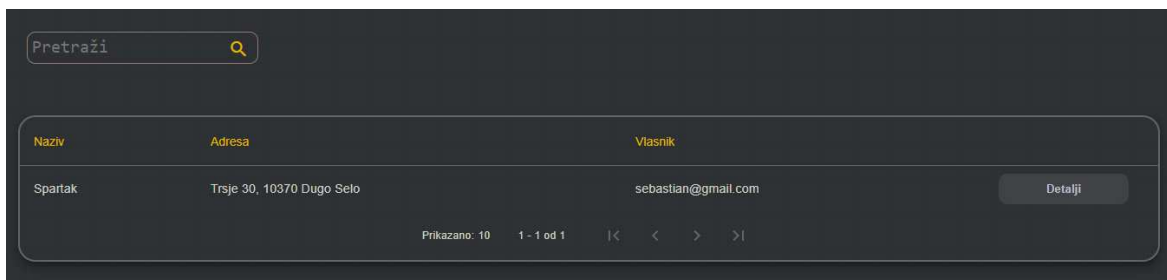 Pretraži
Naziv Adresa Vlasnik
Spartak Trsje 30, 10370 Dugo Selo sebastian@gmail.com Detalji
Prikazano: 10 1 - 1 od 1